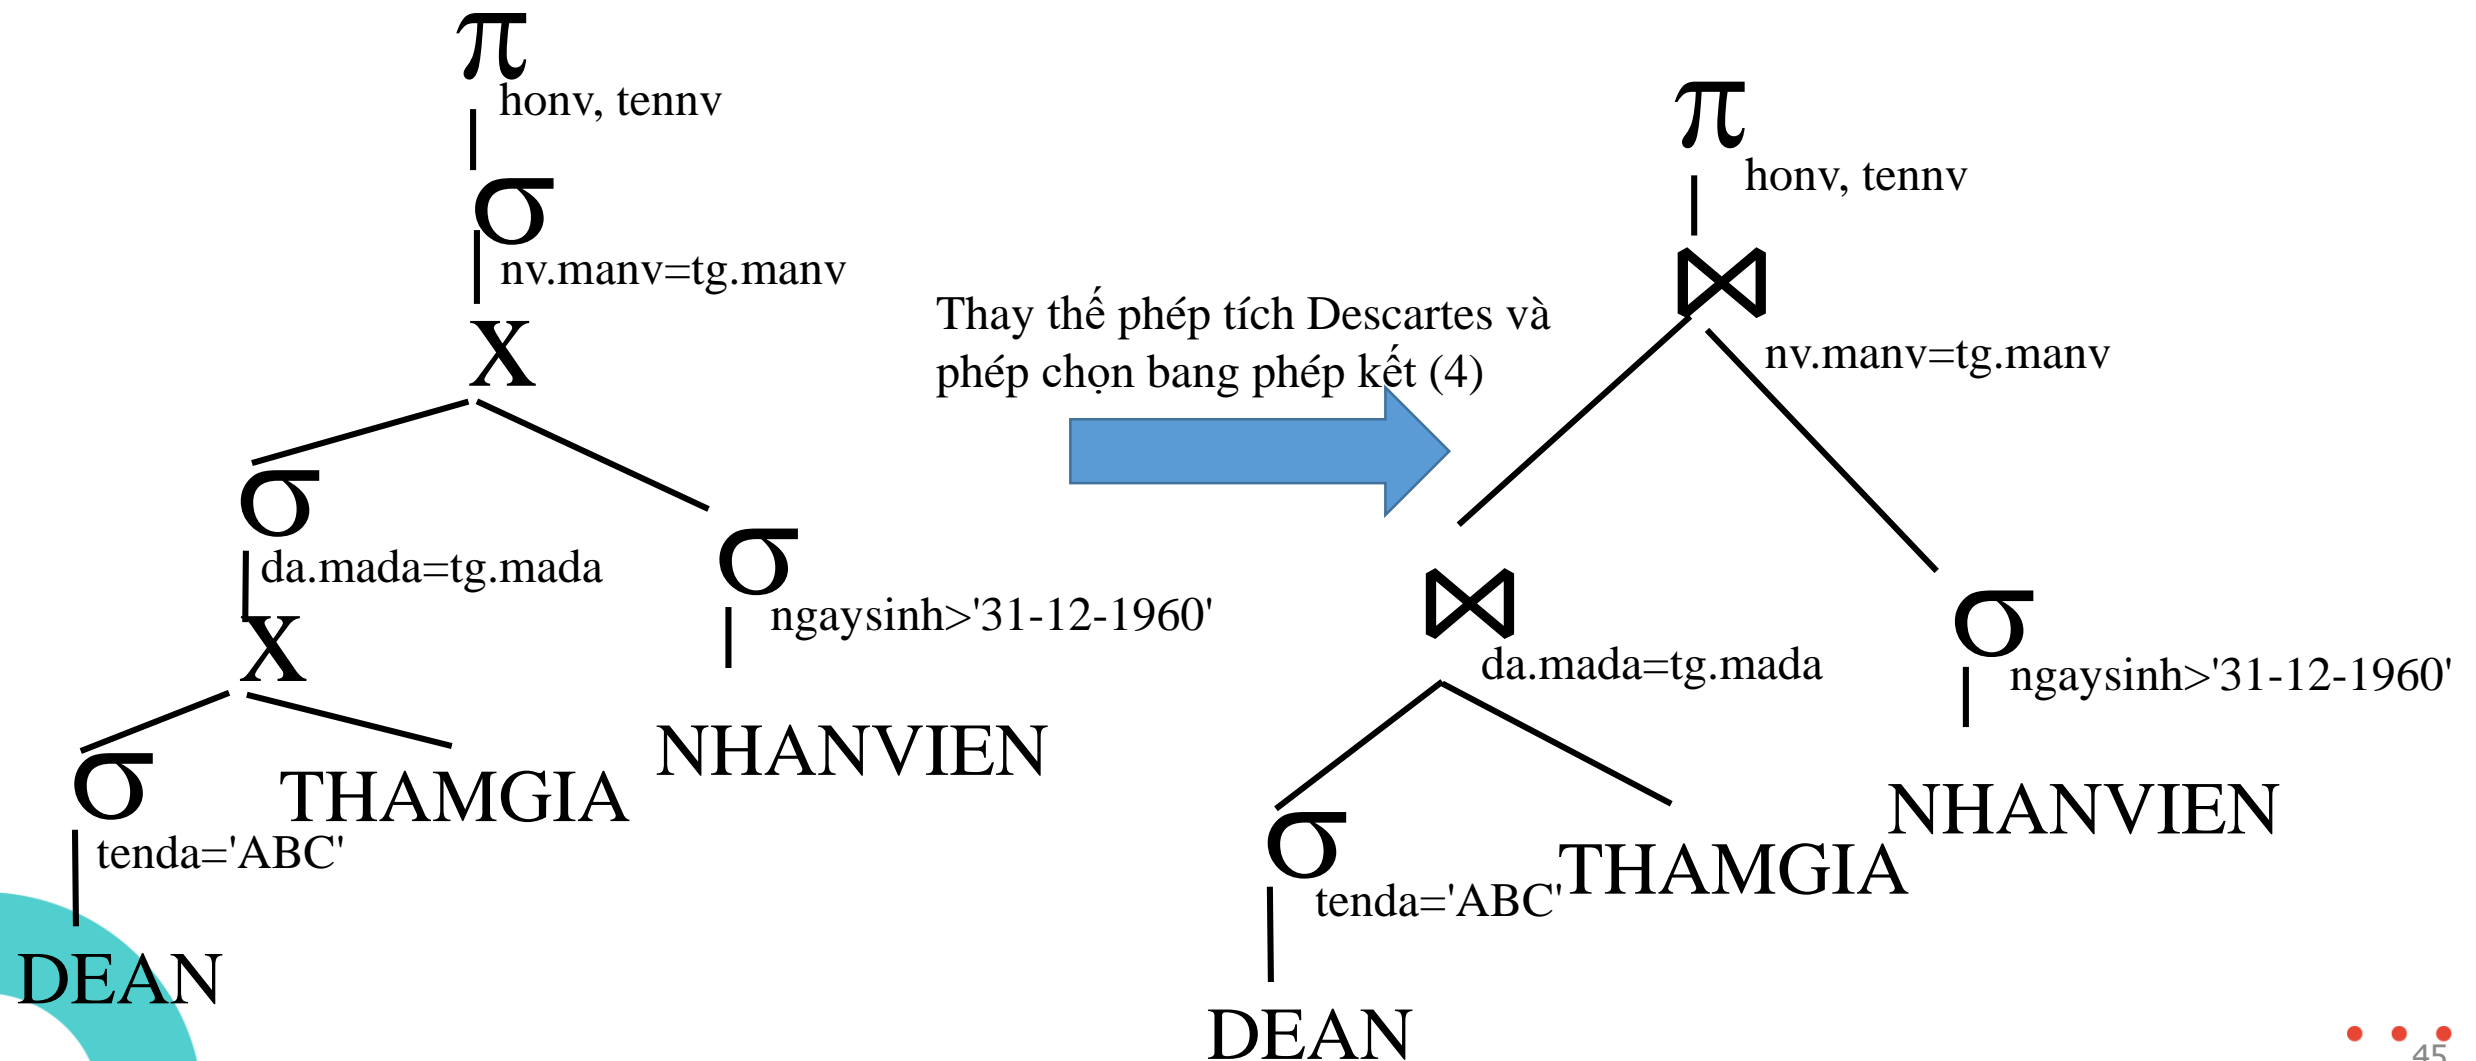 π
honv, tennv
σ
nv.manv=tg.manv
X
σ
da.mada=tg.mada
σ
ngaysinh>'31-12-1960'
X
σ
tenda='ABC'
THAMGIA
NHANVIEN
DEAN
Thay thế phép tích Descartes và
phép chọn bang phép kết (4)
π
honv, tennv
⋈
nv.manv=tg.manv
⋈
da.mada=tg.mada
σ
ngaysinh>'31-12-1960'
σ
tenda='ABC'
THAMGIA
NHANVIEN
DEAN
45